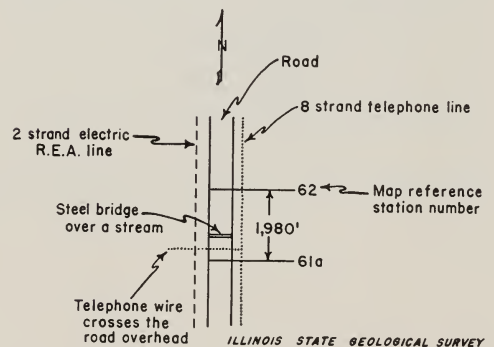 N
Road
8 strand telephone line
2 strand electric
R.E.A. line
62
Map reference
station number
Steel bridge
over a stream
1,980'
61a
Telephone wire
crosses the
road overhead
ILLINOIS STATE GEOLOGICAL SURVEY